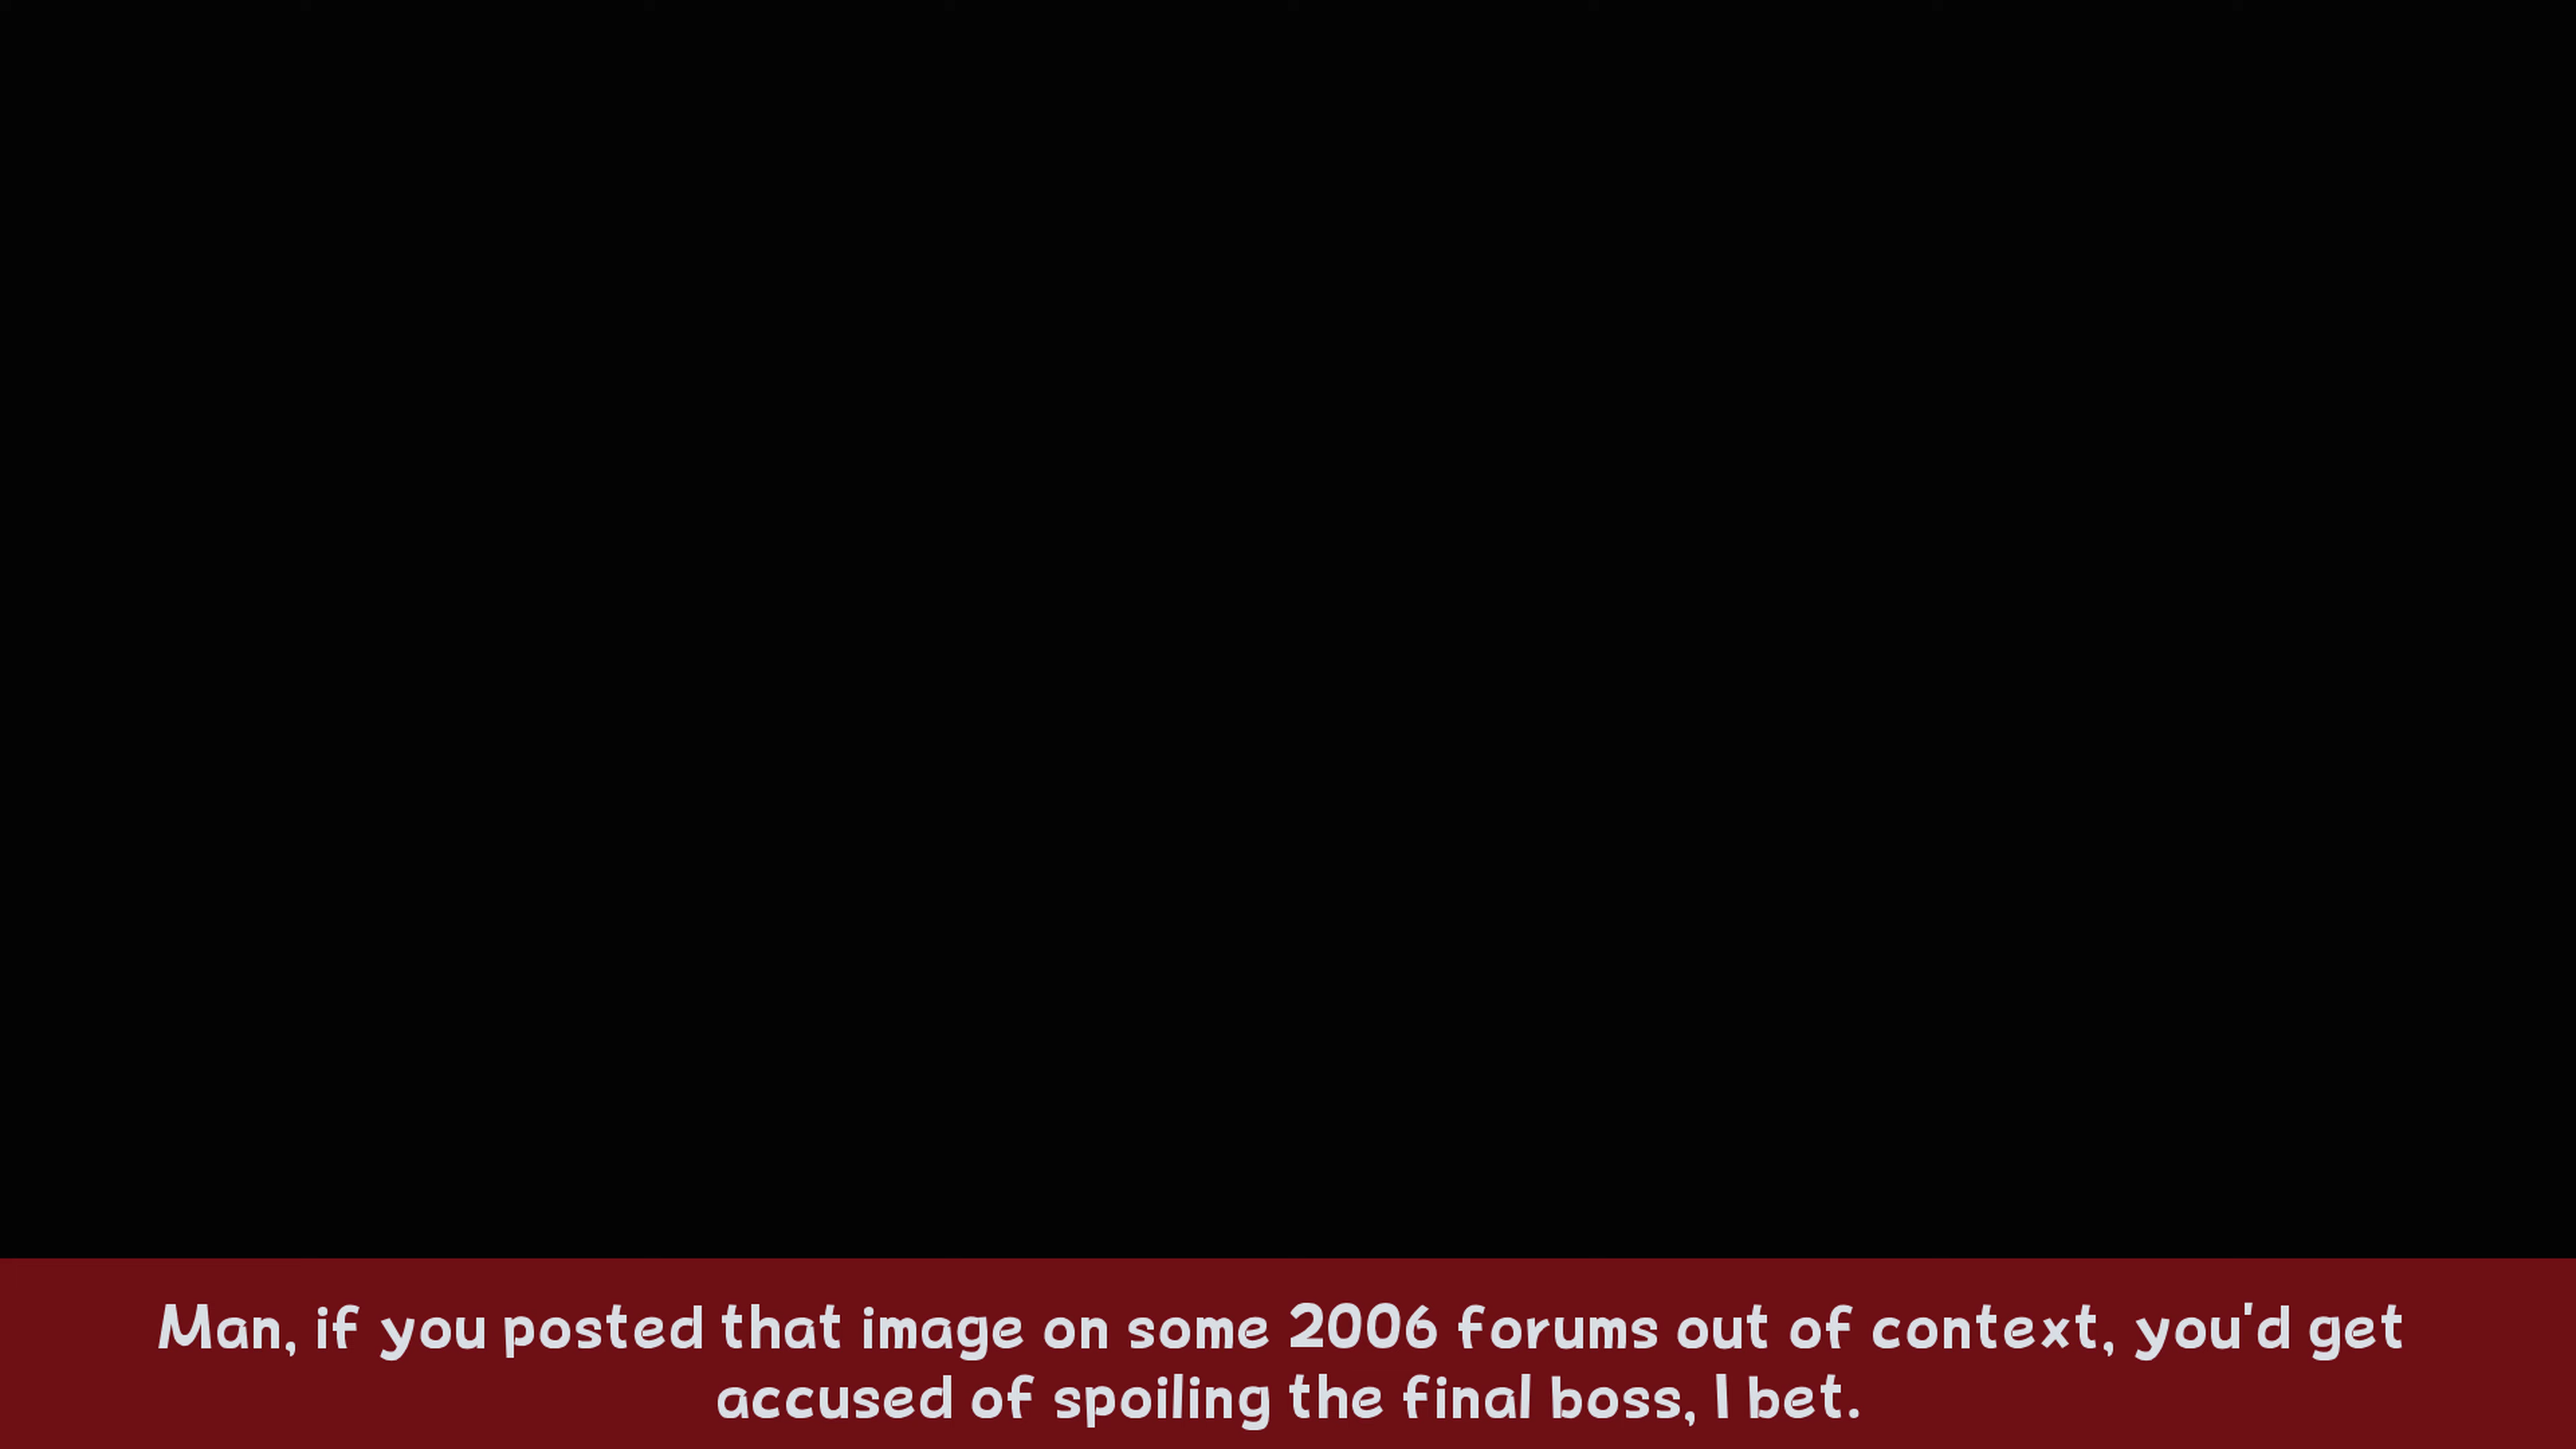 Man, if you posted that image on some 2006 forums out of context, you'd get
accused of spoiling the final boss, I bet.